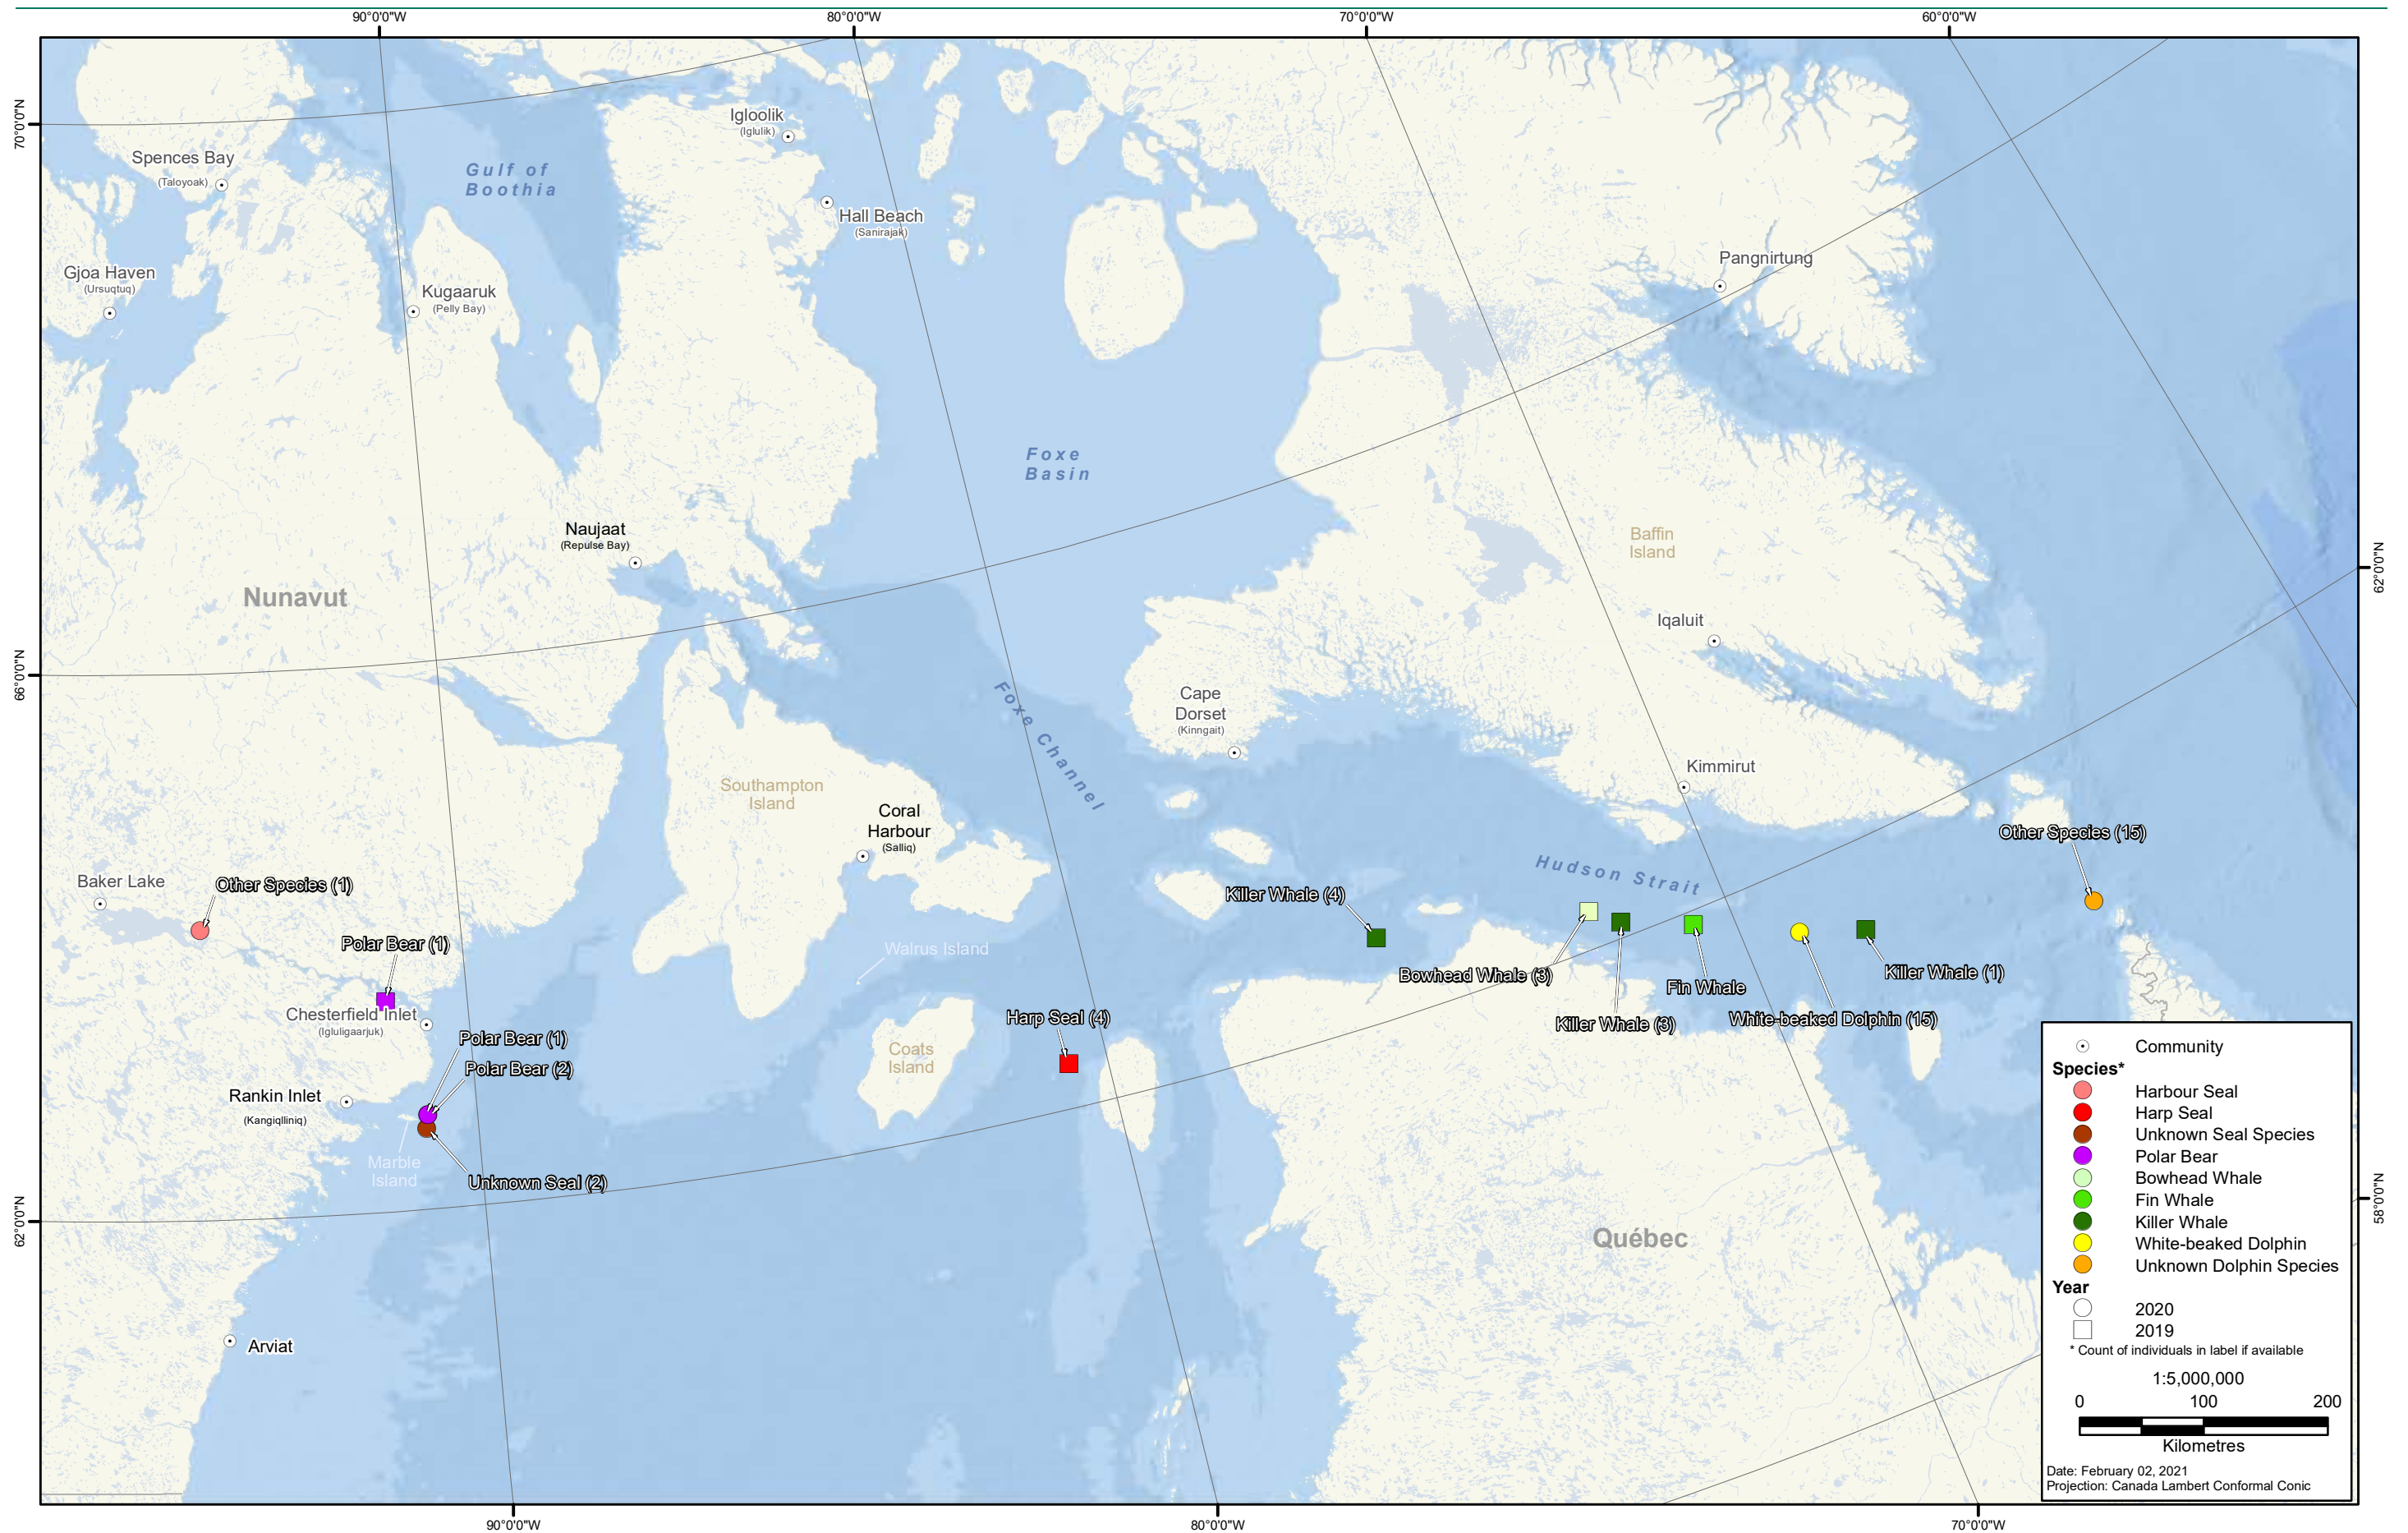 90°0'0"W
80°0'0"W
70°0'0"W
60°0'0"W
70°0'0"N
66°0'0"N
62°0'0"N
62°0'0"N
58°0'0"N
Igloolik
(Iglulik)
Spences Bay
(Taloyoak)
Gulf of
Boothia
Hall Beach
(Sanirajak)
Gjoa Haven
(Ursuqtuq)
Kugaaruk
(Pelly Bay)
Pangnirtung
Foxe
Basin
Naujaat
(Repulse Bay)
Baffin
Island
Nunavut
Iqaluit
Cape
Dorset
(Kinngait)
Foxe Channel
Kimmirut
Southampton
Island
Coral
Harbour
(Salliq)
Other Species (15)
Hudson Strait
Baker Lake
Other Species (1)
Killer Whale (4)
Polar Bear (1)
Walrus Island
Bowhead Whale (3)
Fin Whale
Killer Whale (1)
Chesterfield Inlet
(Igluligaarjuk)
Harp Seal (4)
Killer Whale (3)
White-beaked Dolphin (15)
Polar Bear (1)
Polar Bear (2)
Coats
Island
Rankin Inlet
(Kangiqlliniq)
Marble
Island
Unknown Seal (2)
Québec
Arviat
Community
Species*
Harbour Seal
Harp Seal
Unknown Seal Species
Polar Bear
Bowhead Whale
Fin Whale
Killer Whale
White-beaked Dolphin
Unknown Dolphin Species
Year
2020
2019
* Count of individuals in label if available
1:5,000,000
0 100 200
Kilometres
Date: February 02, 2021
Projection: Canada Lambert Conformal Conic
90°0'0"W
80°0'0"W
70°0'0"W